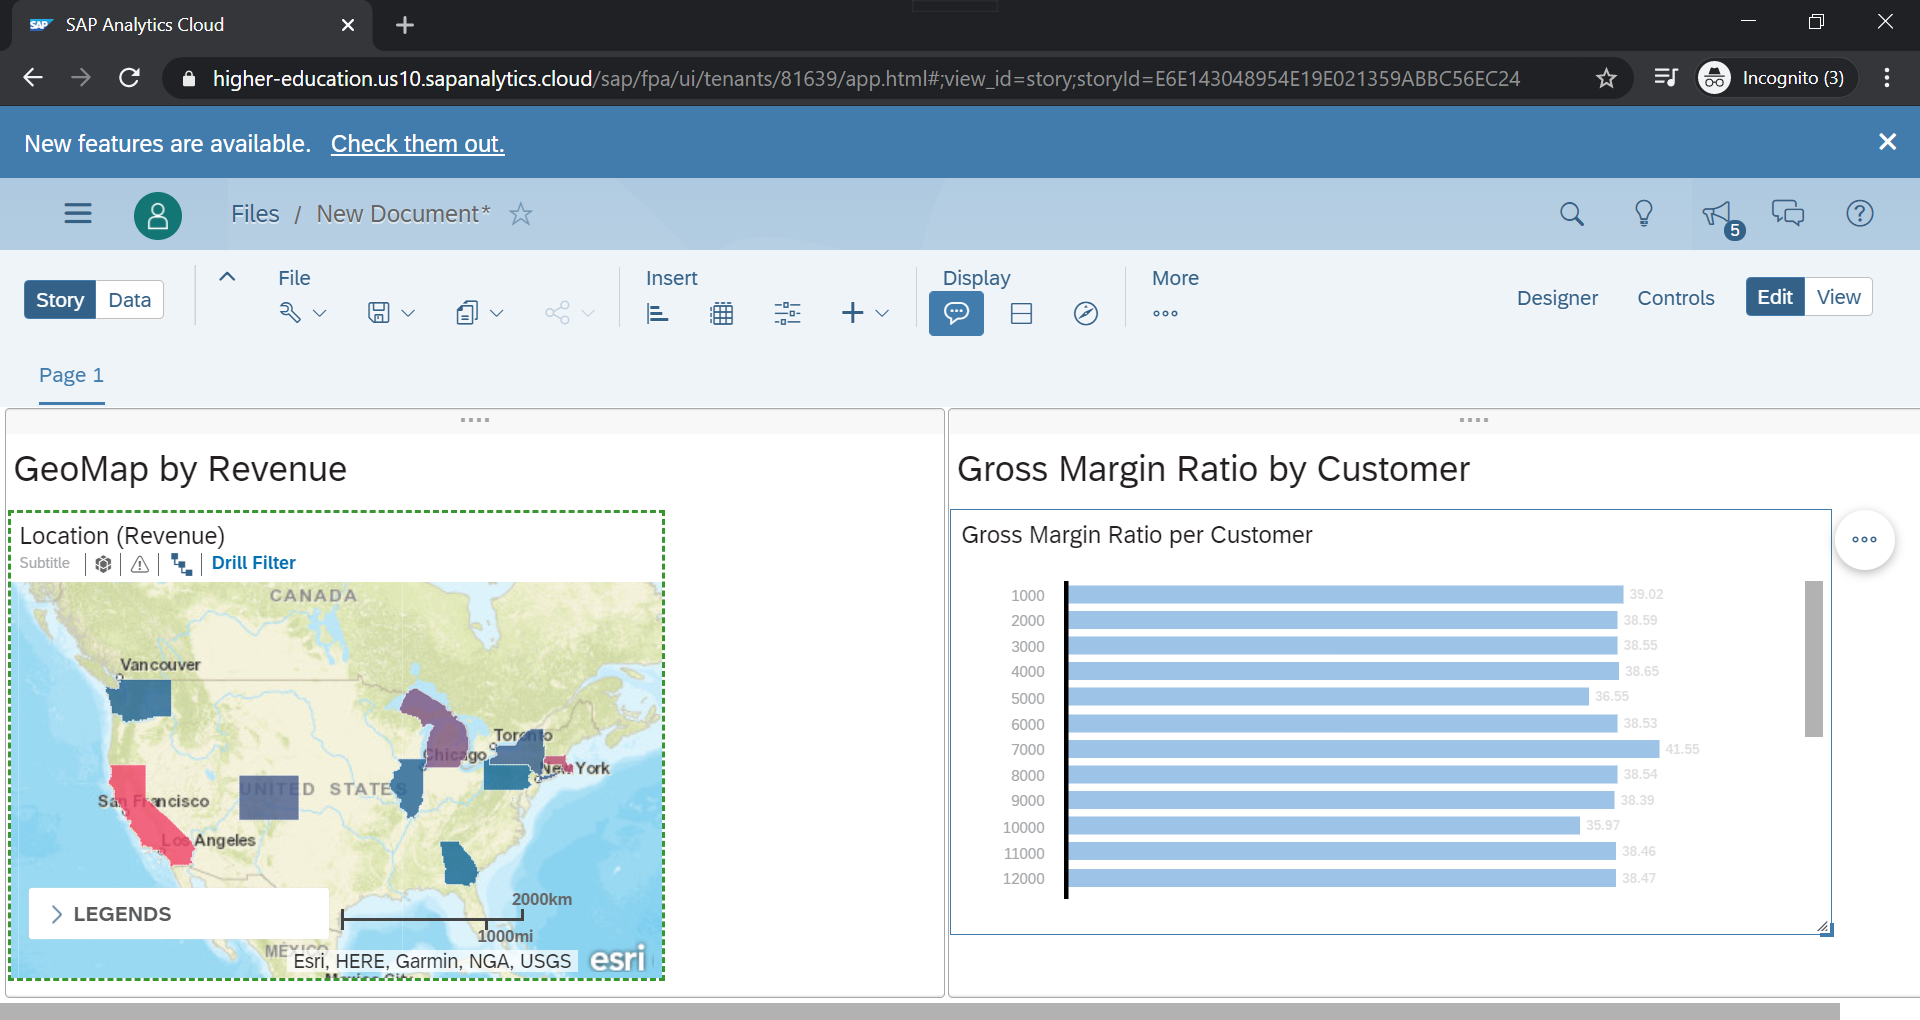 SAP Analytics Cloud
higher-education.us10.sapanalytics.cloud/sap/fpa/ui/tenants/81639/app.html#;view_id=story;storyId=E6E143048954E19E021359ABBC56EC24
Incognito (3)
New features are available. Check them out.
Files / New Document*
5
Story Data
File
Insert
Display
More
Designer
Controls
Edit View
Page 1
GeoMap by Revenue
Location (Revenue)
Subtitle
Drill Filter
CANADA
Vancouver
Toronto
Chicago
New York
UNITED STATES
San Francisco
Los Angeles
LEGENDS
2000km
1000mi
MÉXICO
Mexico City
Esri, HERE, Garmin, NGA, USGS
esri
Gross Margin Ratio by Customer
Gross Margin Ratio per Customer
1000 39.02
2000 38.59
3000 38.55
4000 38.65
5000 36.55
6000 38.53
7000 41.55
8000 38.54
9000 38.39
10000 35.97
11000 38.46
12000 38.47